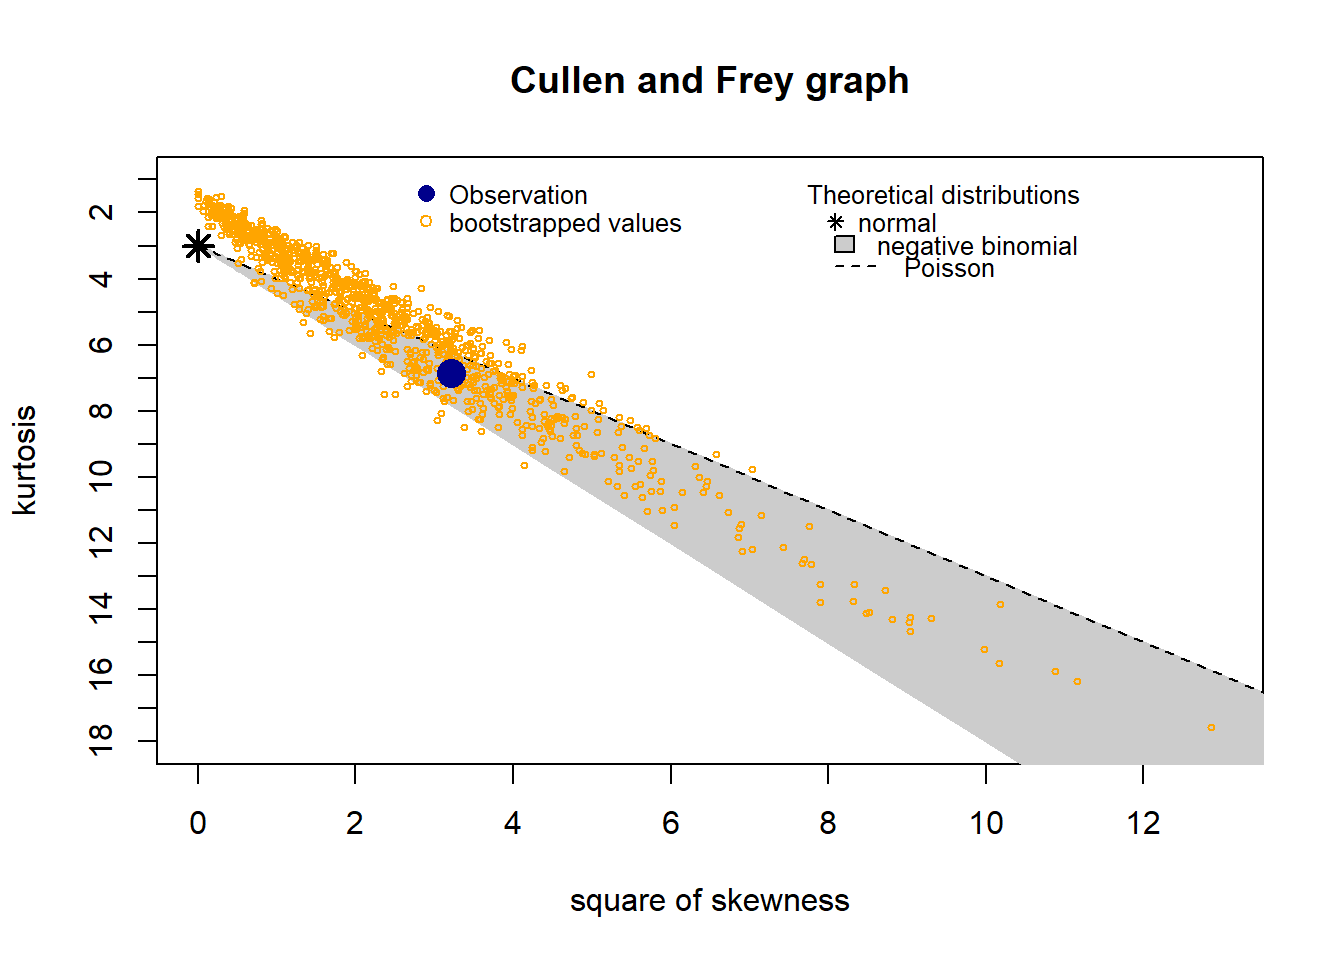 Cullen and Frey graph
Observation
bootstrapped values
Theoretical distributions
normal
negative binomial
Poisson
kurtosis
2
4
6
8
10
12
14
16
18
0 2 4 6 8 10 12
square of skewness